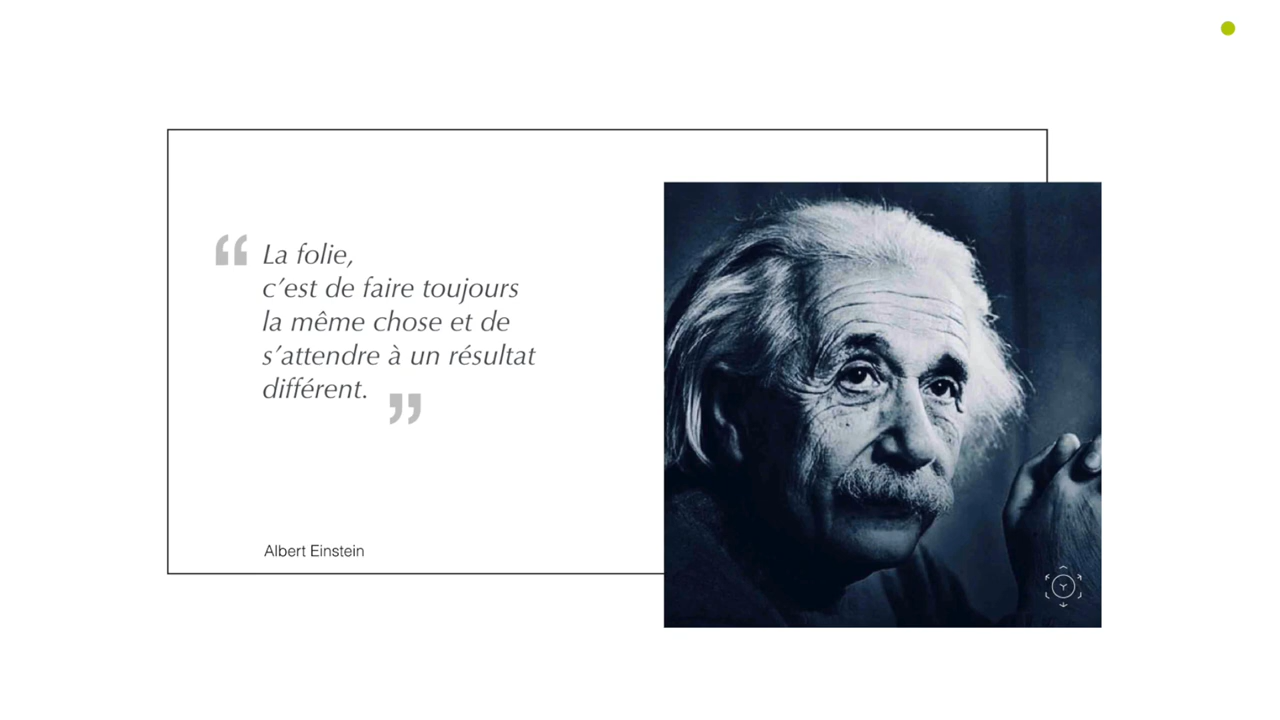 “ La folie,
c’est de faire toujours
la même chose et de
s’attendre à un résultat
différent. ”
Albert Einstein